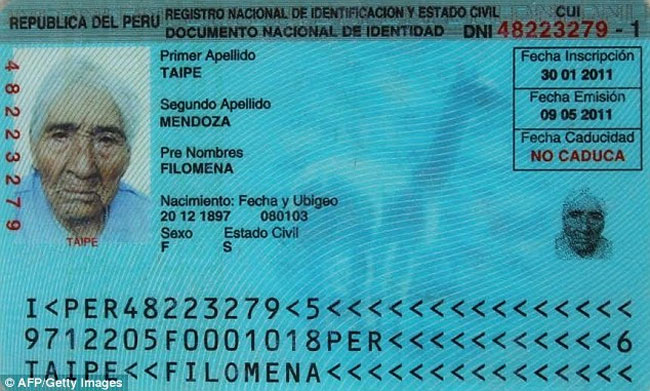 REPUBLICA DEL PERU REGISTRO NACIONAL DE IDENTIFICACION Y ESTADO CIVIL CUI
DOCUMENTO NACIONAL DE IDENTIDAD DNI 48223279 - 1
48223279
TAIPE
Primer Apellido
TAIPE
Segundo Apellido
MENDOZA
Pre Nombres
FILOMENA
Nacimiento: Fecha y Ubigeo
20 12 1897 060103
Sexo Estado Civil
F S
Fecha Inscripción
30 01 2011
Fecha Emisión
09 05 2011
Fecha Caducidad
NO CADUCA
I<PER48223279<5<<<<<<<<<<<<<<<
9712205F0001018PER<<<<<<<<<<<6
TAIPE<<FILOMENA<<<<<<<<<<<<<<<
© AFP/Getty Images